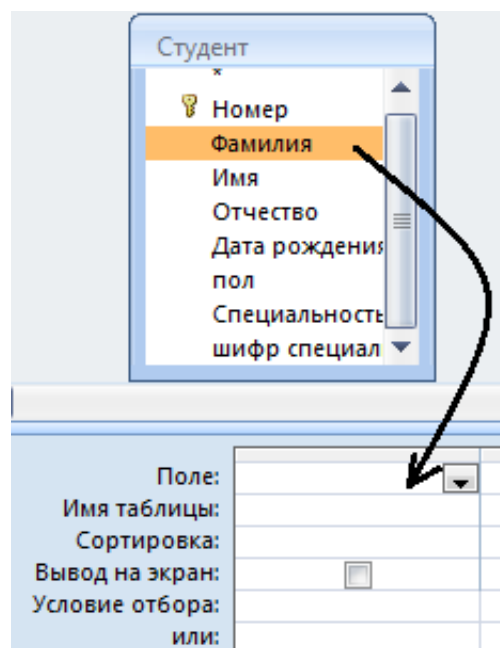 Студент
*
Номер
Фамилия
Имя
Отчество
Дата рождения
пол
Специальность
шифр специал
Поле:
Имя таблицы:
Сортировка:
Вывод на экран:
Условие отбора:
или: